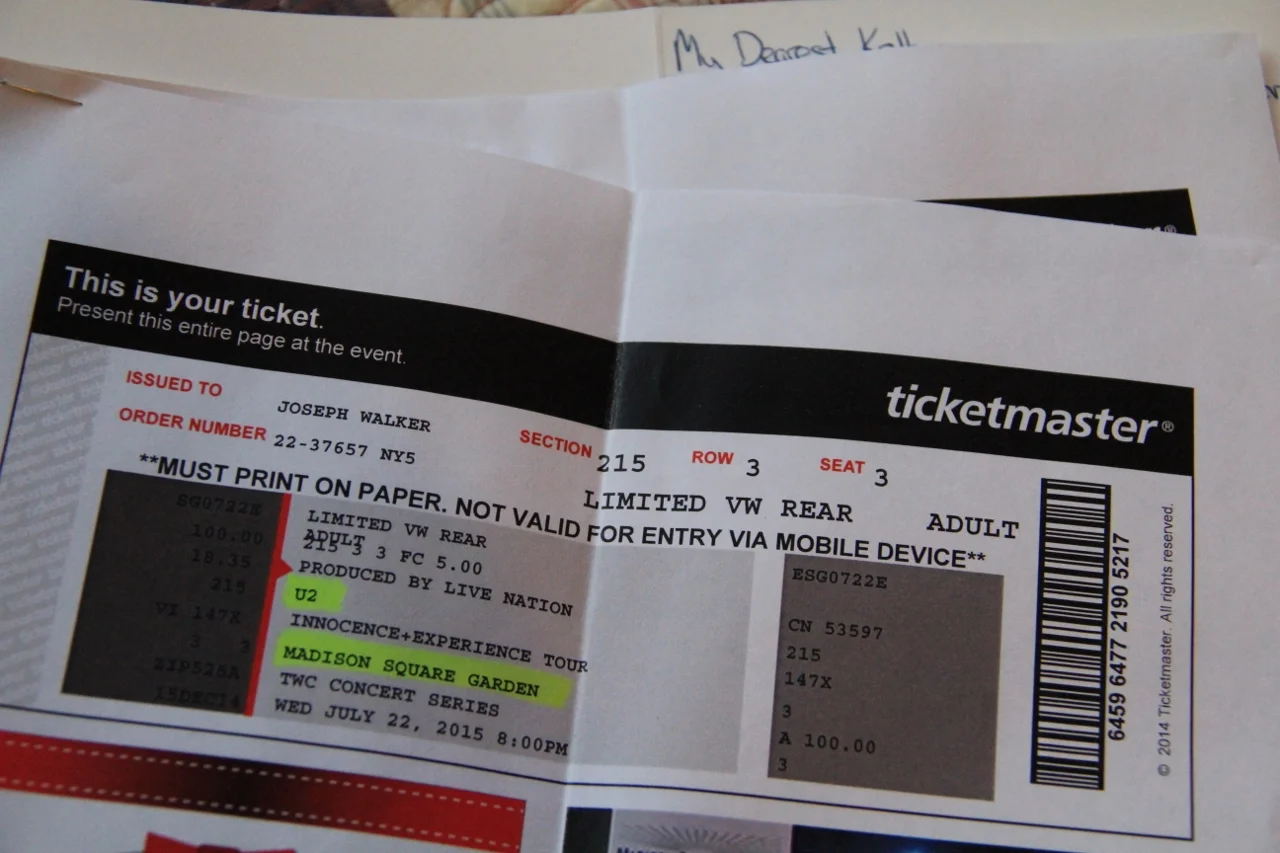 My Dearest
This is your ticket.
Present this entire page at the event.
ticketmaster®
ISSUED TO JOSEPH WALKER
ORDER NUMBER 22-37657 NY5
SECTION 215 ROW 3 SEAT 3
LIMITED VW REAR ADULT
**MUST PRINT ON PAPER. NOT VALID FOR ENTRY VIA MOBILE DEVICE**
ESG0722E
100.00
18.35
215
VI 147X
3 3
ZIP526A
15DEC14
LIMITED VW REAR
ADULT
215 3 3 FC 5.00
PRODUCED BY LIVE NATION
U2
INNOCENCE+EXPERIENCE TOUR
MADISON SQUARE GARDEN
TWC CONCERT SERIES
WED JULY 22, 2015 8:00PM
ESG0722E
CN 53597
215
147X
3
A 100.00
3
6459 6477 2190 5217
© 2014 Ticketmaster. All rights reserved.